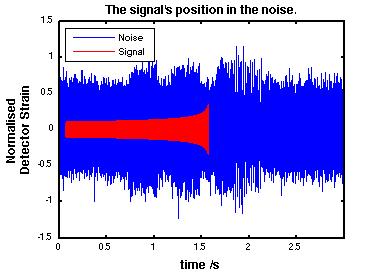 The signal's position in the noise.
Noise
Signal
Normalised
Detector Strain
1.5
1
0.5
0
-0.5
-1
-1.5
0
0.5
1
1.5
2
2.5
time /s